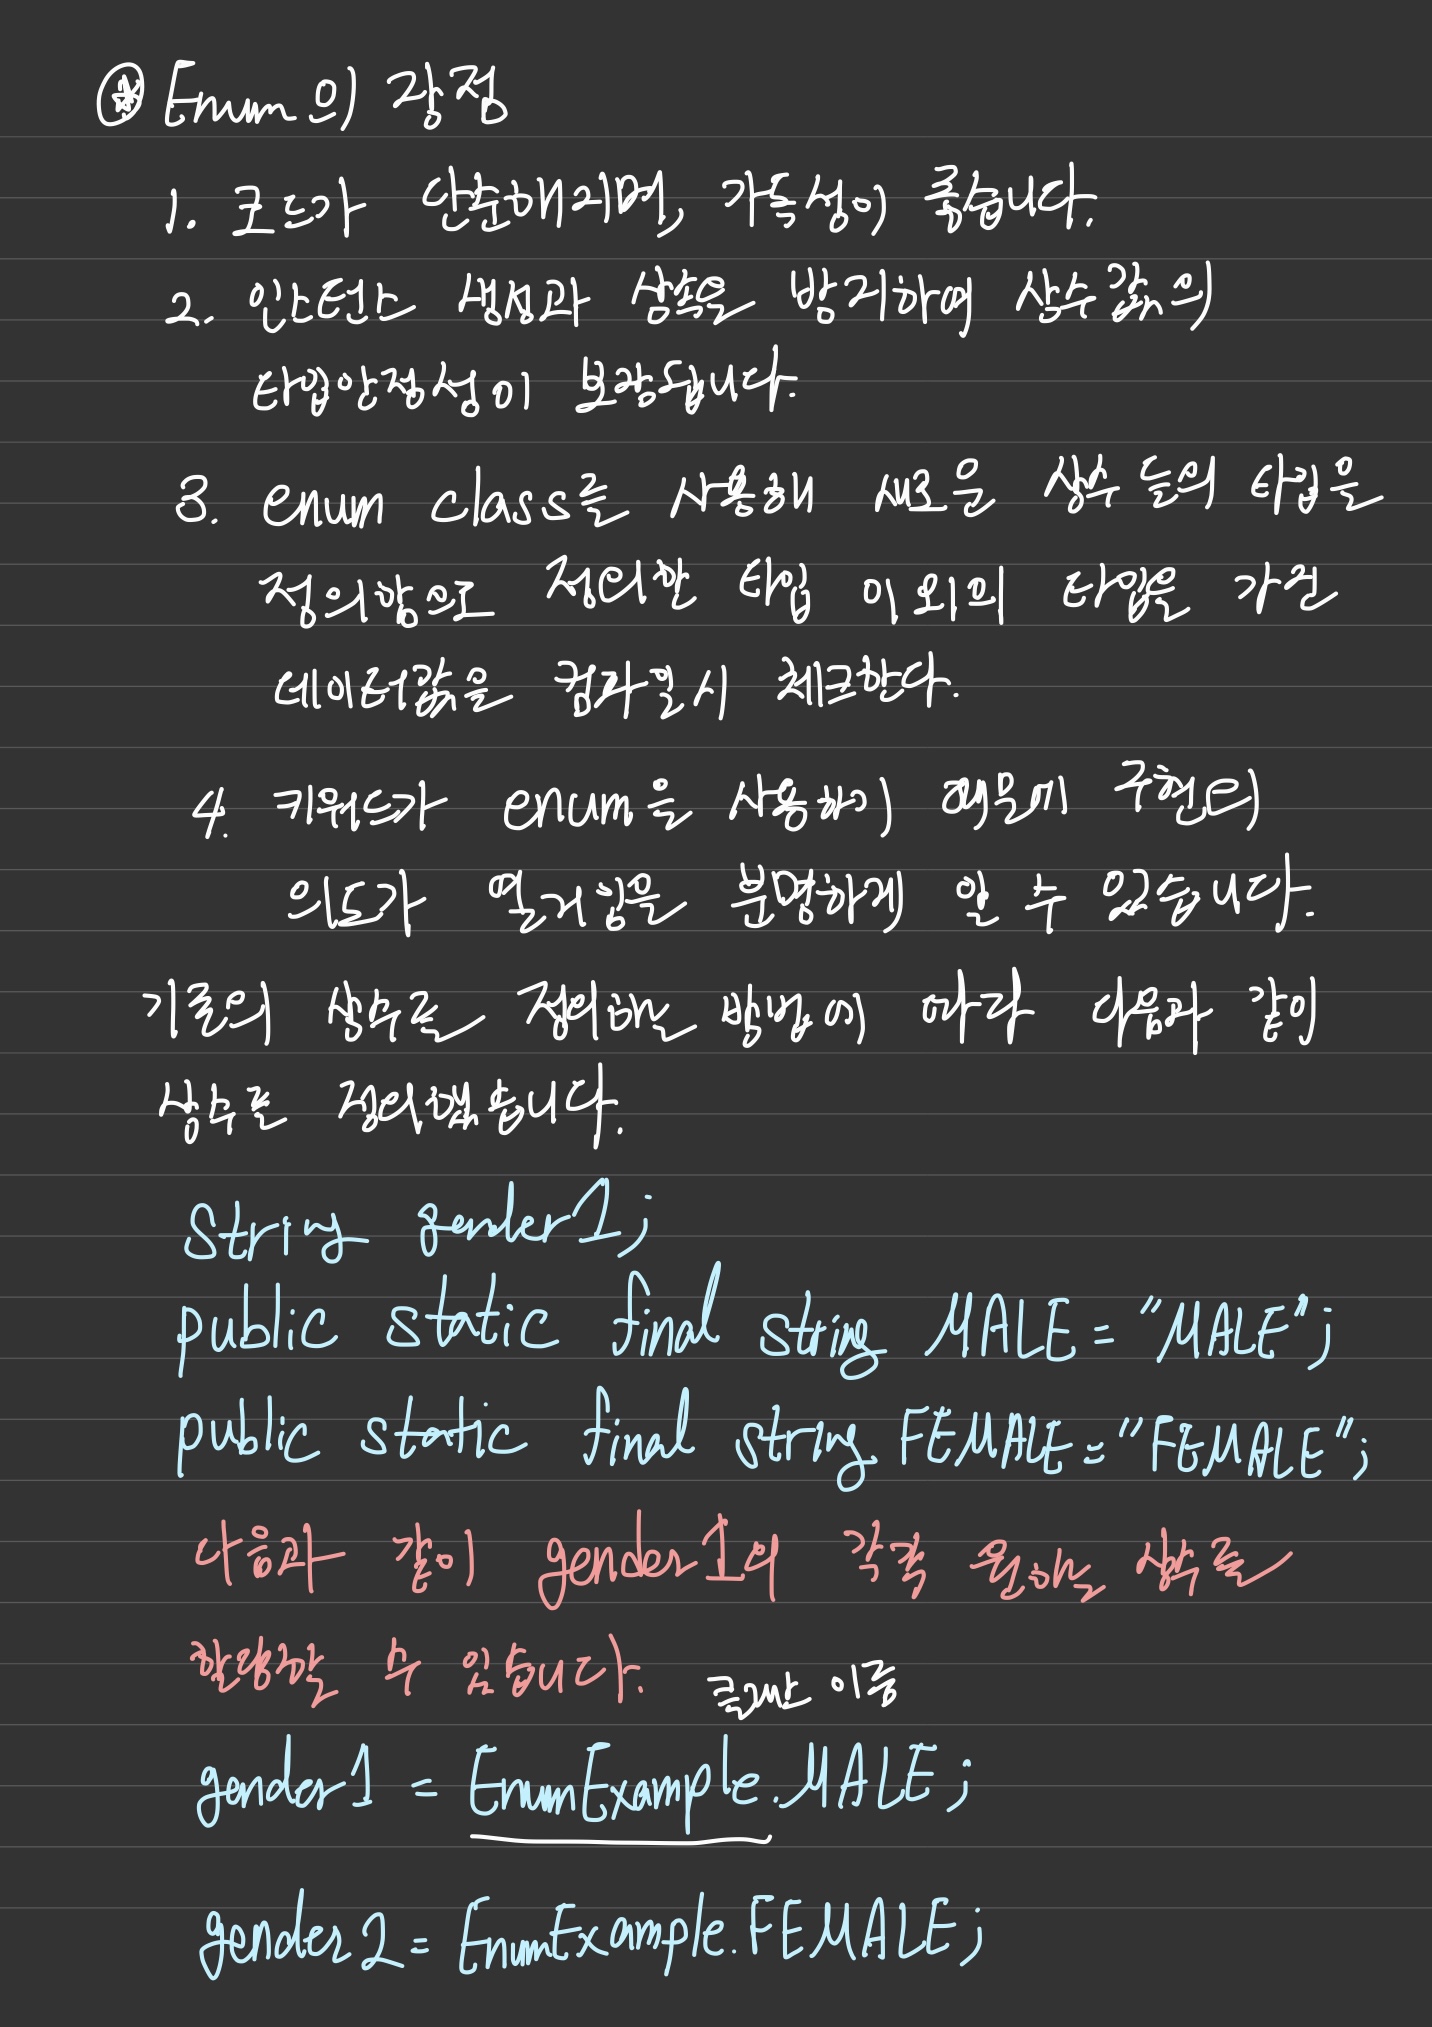 Enum의 장점
1. 코드가 단순해지며, 가독성이 좋습니다.
2. 인스턴스 생성과 상속을 방지하여 상수값의
타입안정성이 보장됩니다.
3. enum class를 사용해 새로운 상수들의 타입을
정의함으로 정의한 타입 이외의 타입을 가진
데이터값을 컴파일시 체크한다.
4. 키워드가 enum을 사용하기 때문에 구현의
의도가 열거임을 분명하게 알 수 있습니다.
기존의 상수를 정의하는 방법에 따라 다음과 같이
상수를 정의했습니다.
String gender1;
public static final string MALE = "MALE";
public static final string FEMALE = "FEMALE";
다음과 같이 gender1의 각각 원하는 상수를
할당할 수 있습니다.
클래스 이름
gender1 = EnumExample.MALE;
gender2 = EnumExample.FEMALE;